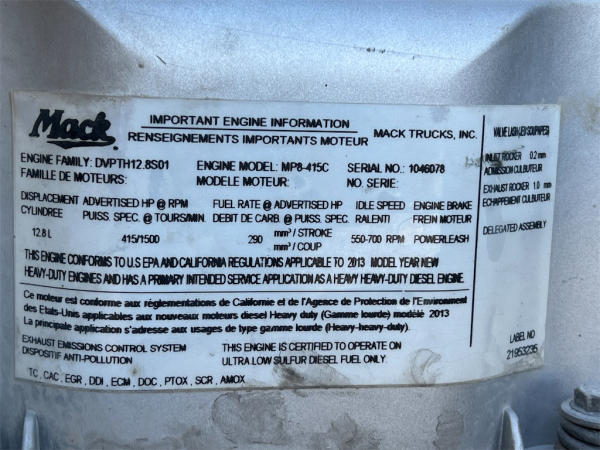 Mack
IMPORTANT ENGINE INFORMATION
RENSEIGNEMENTS IMPORTANTS MOTEUR
MACK TRUCKS, INC.
ENGINE FAMILY: DVPTH12.8S01 ENGINE MODEL: MP8-415C SERIAL NO: 1046078
FAMILLE DE MOTEURS: MODELE MOTEUR: NO. SERIE:
DISPLACEMENT ADVERTISED HP @ RPM FUEL RATE @ ADVERTISED HP IDLE SPEED ENGINE BRAKE
CYLINDREE PUISS. SPEC. @ TOURS/MIN. DEBIT DE CARB. @ PUISS. SPEC. RALENTI FREIN MOTEUR
12.8 L 415/1500 290 mm³/ STROKE 550-700 RPM POWERLEASH
mm³/ COUP
THIS ENGINE CONFORMS TO U.S EPA AND CALIFORNIA REGULATIONS APPLICABLE TO 2013 MODEL YEAR NEW
HEAVY-DUTY ENGINES AND HAS A PRIMARY INTENDED SERVICE APPLICATION AS A HEAVY HEAVY-DUTY DIESEL ENGINE.
Ce moteur est conforme aux réglementations de Californie et de l'Agence de Protection de l'Environment
des Etats-Unis applicables aux nouveaux moteurs diesel Heavy duty (Gamme lourde) modèlé 2013
La principale application s'adresse aux usages de type gamme lourde (Heavy-heavy-duty).
EXHAUST EMISSIONS CONTROL SYSTEM THIS ENGINE IS CERTIFIED TO OPERATE ON
DISPOSITIF ANTI-POLLUTION ULTRA LOW SULFUR DIESEL FUEL ONLY.
TC , CAC , EGR , DDI , ECM , DOC , PTOX , SCR , AMOX
VALVE LASH (JEU SOUPAPES)
INLET ROCKER 0.2 mm
ADMISSION CULBUTEUR
EXHAUST ROCKER 1.0 mm
ECHAPPEMENT CULBUTEUR
DELEGATED ASSEMBLY
LABEL NO
21953235